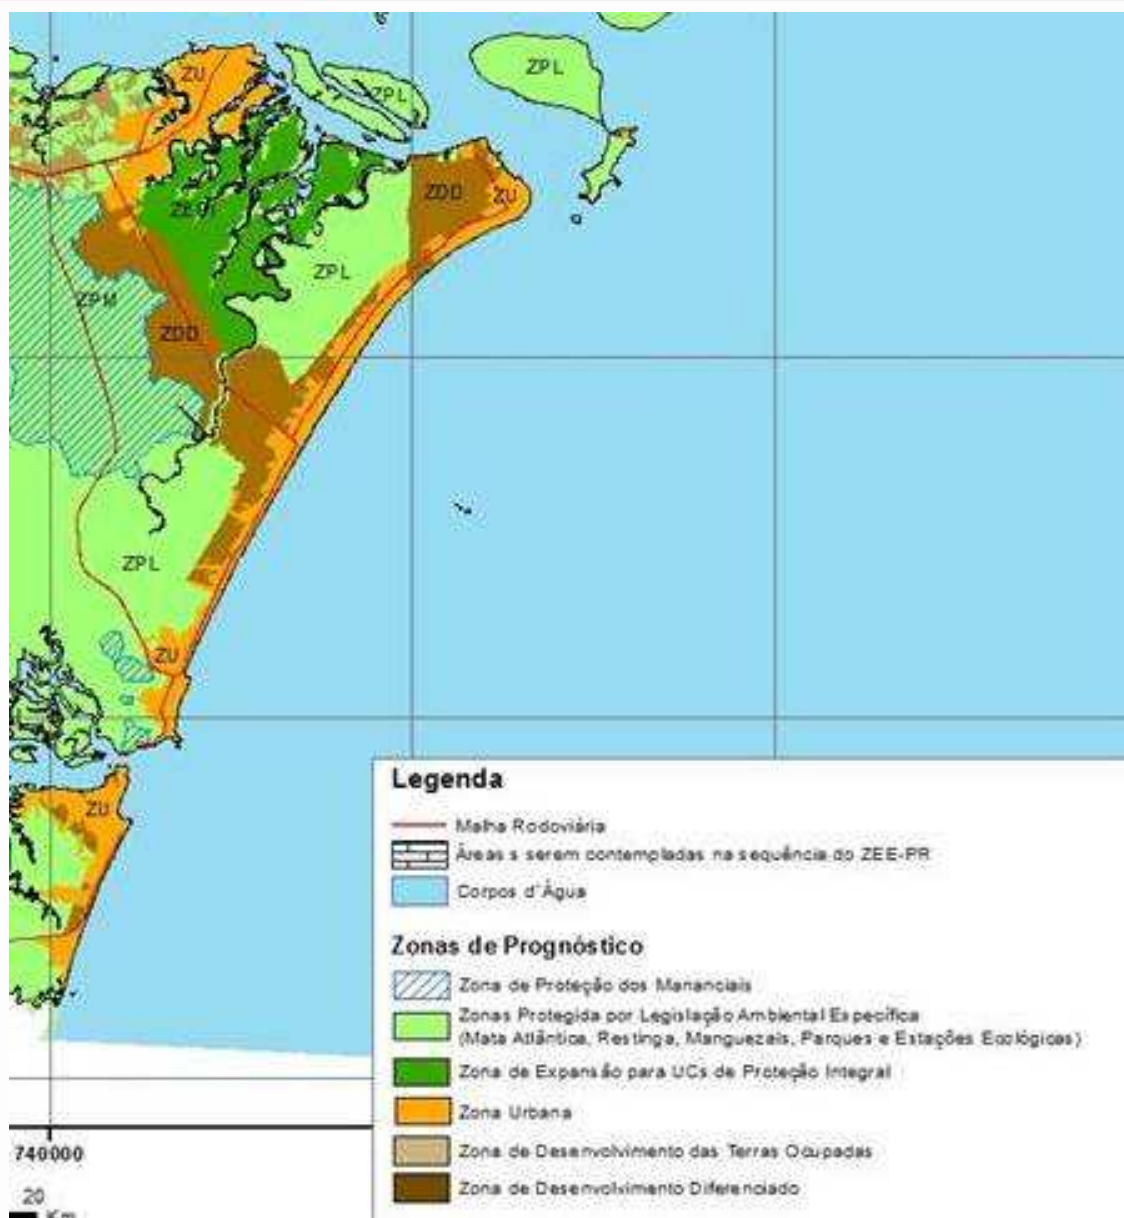 ZU
ZPL
ZPL
ZDD
ZU
ZPL
ZPM
ZDD
ZPL
ZU
ZU
Legenda
Malha Rodoviária
Áreas s serem contempladas na sequência do ZEE-PR
Corpos d´Água
Zonas de Prognóstico
Zona de Proteção dos Mananciais
Zonas Protegida por Legislação Ambiental Específica
(Mata Atlântica, Restinga, Manguezais, Parques e Estações Ecológicas)
Zona de Expansão para UCs de Proteção Integral
Zona Urbana
Zona de Desenvolvimento das Terras Ocupadas
Zona de Desenvolvimento Diferenciado
740000
20
Km